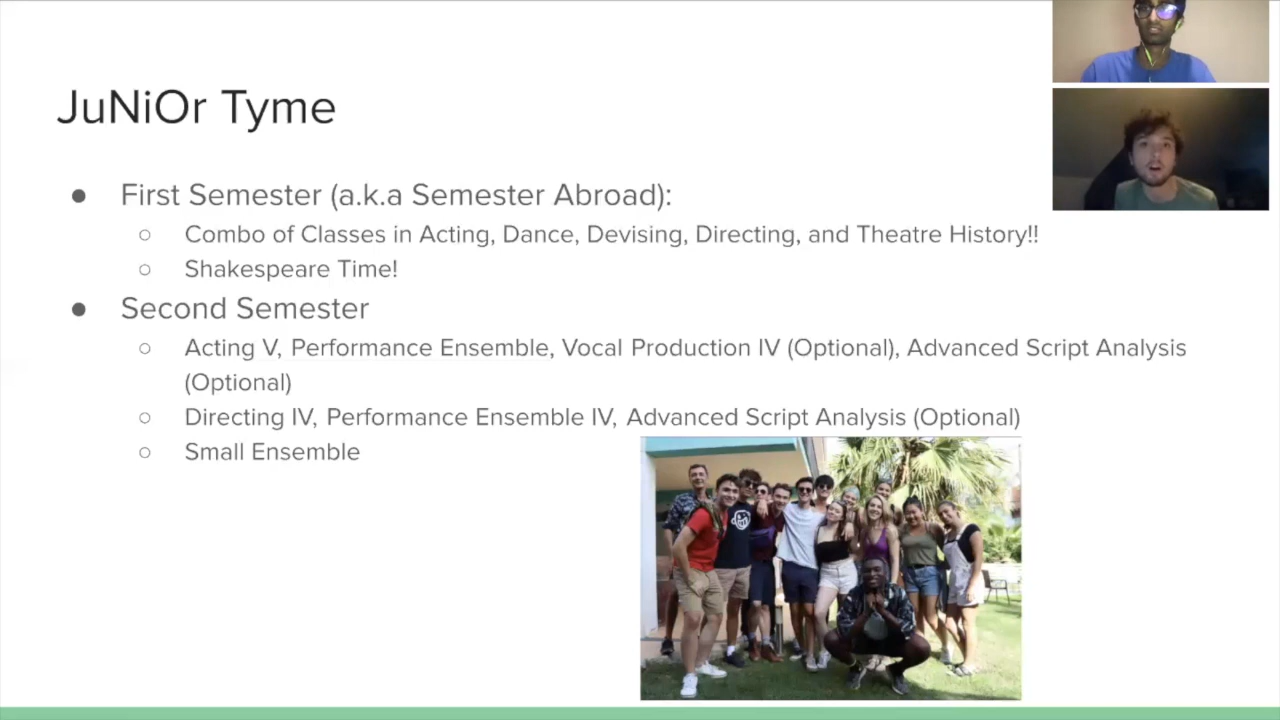 JuNiOr Tyme
● First Semester (a.k.a Semester Abroad):
○ Combo of Classes in Acting, Dance, Devising, Directing, and Theatre History!!
○ Shakespeare Time!
● Second Semester
○ Acting V, Performance Ensemble, Vocal Production IV (Optional), Advanced Script Analysis
(Optional)
○ Directing IV, Performance Ensemble IV, Advanced Script Analysis (Optional)
○ Small Ensemble